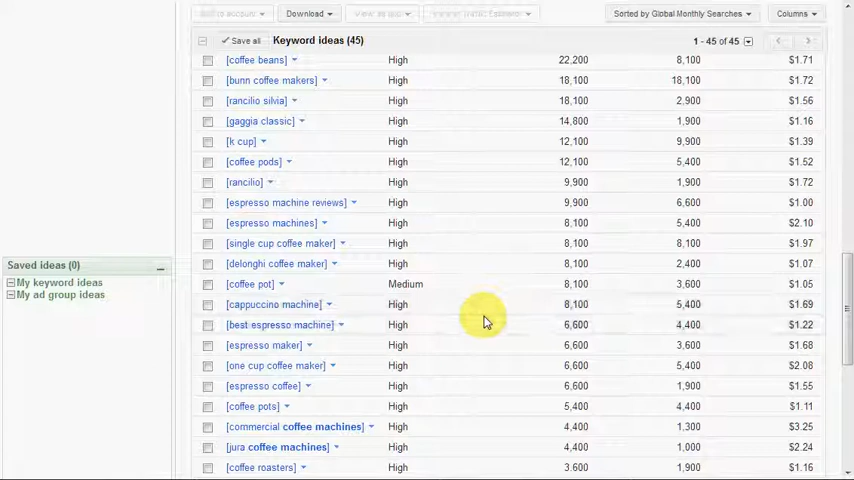 Download
Sorted by Global Monthly Searches
Columns
Save all Keyword ideas (45) 1 - 45 of 45
[coffee beans] High 22,200 8,100 $1.71
[bunn coffee makers] High 18,100 18,100 $1.72
[rancilio silvia] High 18,100 2,900 $1.56
[gaggia classic] High 14,800 1,900 $1.16
[k cup] High 12,100 9,900 $1.39
[coffee pods] High 12,100 5,400 $1.52
[rancilio] High 9,900 1,900 $1.72
[espresso machine reviews] High 9,900 6,600 $1.00
[espresso machines] High 8,100 5,400 $2.10
[single cup coffee maker] High 8,100 8,100 $1.97
[delonghi coffee maker] High 8,100 2,400 $1.07
[coffee pot] Medium 8,100 3,600 $1.05
[cappuccino machine] High 8,100 5,400 $1.69
[best espresso machine] High 6,600 4,400 $1.22
[espresso maker] High 6,600 3,600 $1.68
[one cup coffee maker] High 6,600 5,400 $2.08
[espresso coffee] High 6,600 1,900 $1.55
[coffee pots] High 5,400 4,400 $1.11
[commercial coffee machines] High 4,400 1,300 $3.25
[jura coffee machines] High 4,400 1,000 $2.24
[coffee roasters] High 3,600 1,900 $1.16
Saved ideas (0)
My keyword ideas
My ad group ideas